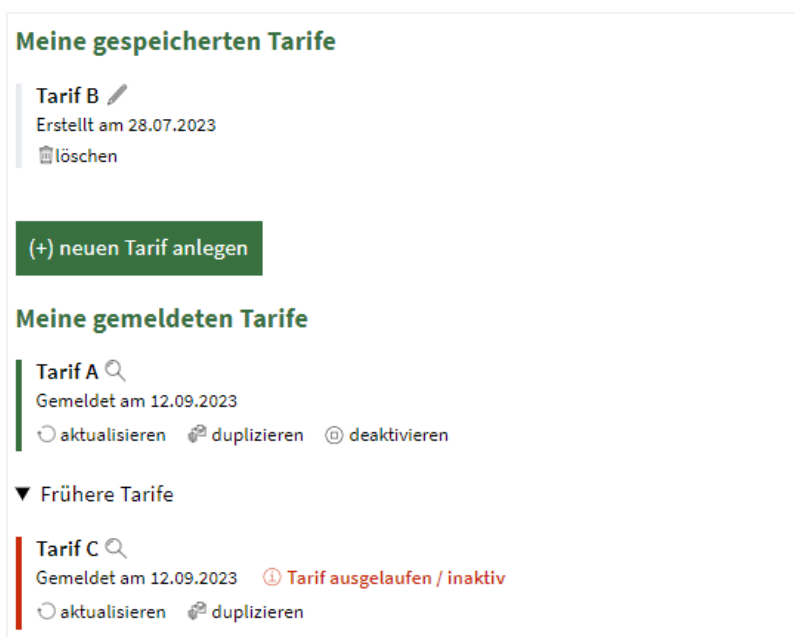 Meine gespeicherten Tarife
Tarif B
Erstellt am 28.07.2023
löschen
(+) neuen Tarif anlegen
Meine gemeldeten Tarife
Tarif A
Gemeldet am 12.09.2023
aktualisieren duplizieren deaktivieren
▼ Frühere Tarife
Tarif C
Gemeldet am 12.09.2023 Tarif ausgelaufen / inaktiv
aktualisieren duplizieren